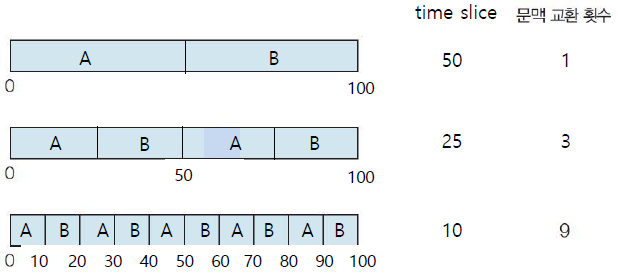 time slice 문맥 교환 횟수
A B 50 1
0 100
A B A B 25 3
0 50 100
A B A B A B A B A B 10 9
0 10 20 30 40 50 60 70 80 90 100